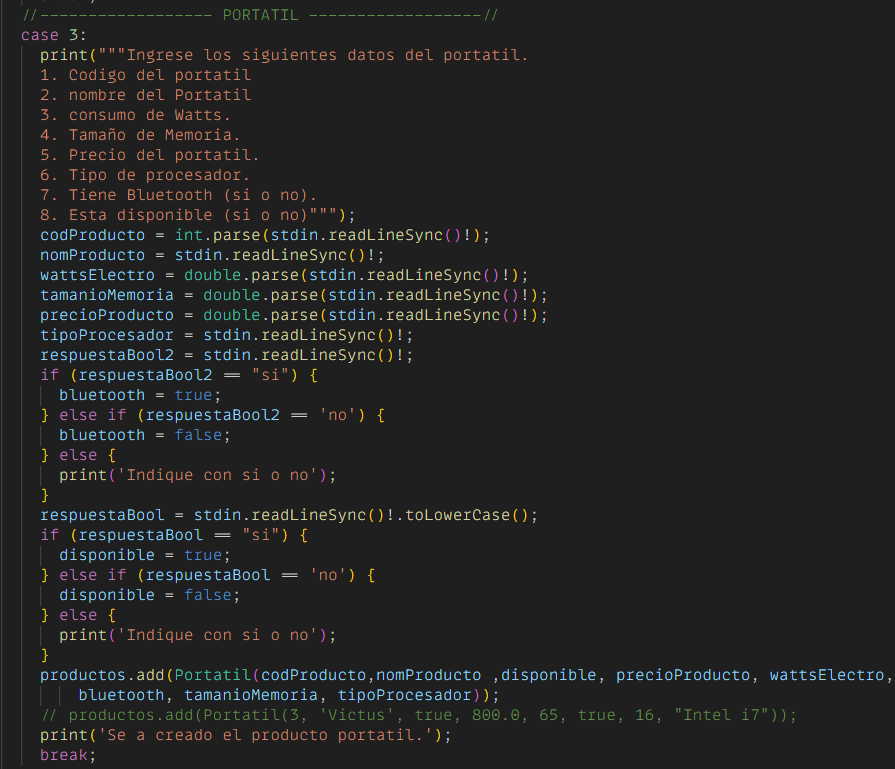 //------------------ PORTATIL ------------------//
case 3:
print("""Ingrese los siguientes datos del portatil.
1. Codigo del portatil
2. nombre del Portatil
3. consumo de Watts.
4. Tamaño de Memoria.
5. Precio del portatil.
6. Tipo de procesador.
7. Tiene Bluetooth (si o no).
8. Esta disponible (si o no)""");
codProducto = int.parse(stdin.readLineSync()!);
nomProducto = stdin.readLineSync()!;
wattsElectro = double.parse(stdin.readLineSync()!);
tamanioMemoria = double.parse(stdin.readLineSync()!);
precioProducto = double.parse(stdin.readLineSync()!);
tipoProcesador = stdin.readLineSync()!;
respuestaBool2 = stdin.readLineSync()!;
if (respuestaBool2 == "si") {
bluetooth = true;
} else if (respuestaBool2 == 'no') {
bluetooth = false;
} else {
print('Indique con si o no');
}
respuestaBool = stdin.readLineSync()!.toLowerCase();
if (respuestaBool == "si") {
disponible = true;
} else if (respuestaBool == 'no') {
disponible = false;
} else {
print('Indique con si o no');
}
productos.add(Portatil(codProducto,nomProducto ,disponible, precioProducto, wattsElectro,
bluetooth, tamanioMemoria, tipoProcesador));
// productos.add(Portatil(3, 'Victus', true, 800.0, 65, true, 16, "Intel i7"));
print('Se a creado el producto portatil.');
break;